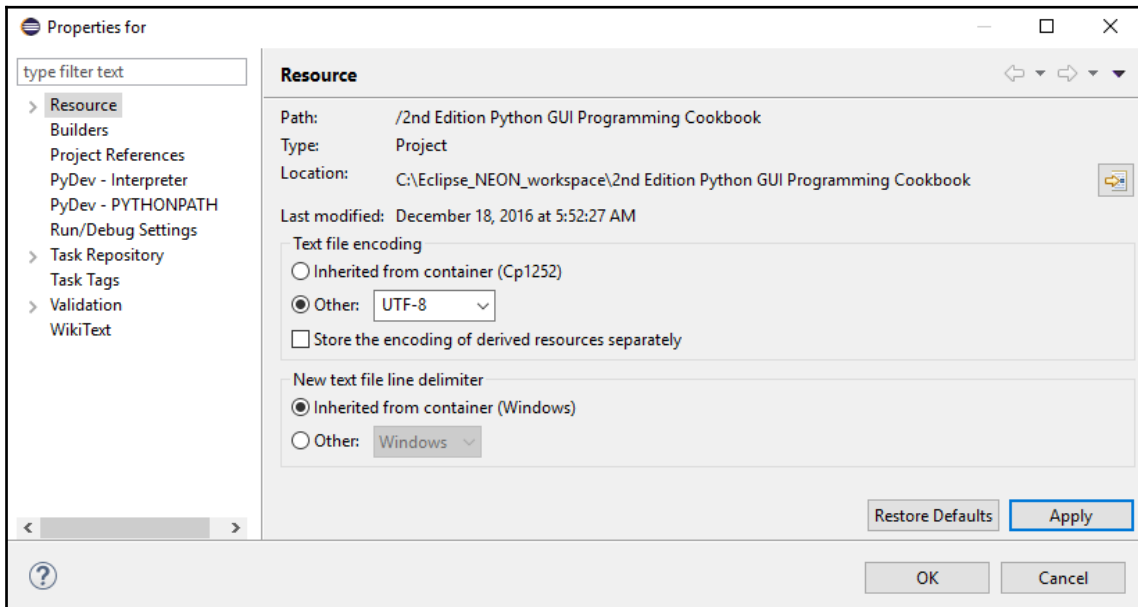 Properties for
type filter text
Resource
Builders
Project References
PyDev - Interpreter
PyDev - PYTHONPATH
Run/Debug Settings
Task Repository
Task Tags
Validation
WikiText
Resource
Path: /2nd Edition Python GUI Programming Cookbook
Type: Project
Location: C:\Eclipse_NEON_workspace\2nd Edition Python GUI Programming Cookbook
Last modified: December 18, 2016 at 5:52:27 AM
Text file encoding
Inherited from container (Cp1252)
Other: UTF-8
Store the encoding of derived resources separately
New text file line delimiter
Inherited from container (Windows)
Other: Windows
Restore Defaults Apply
OK Cancel